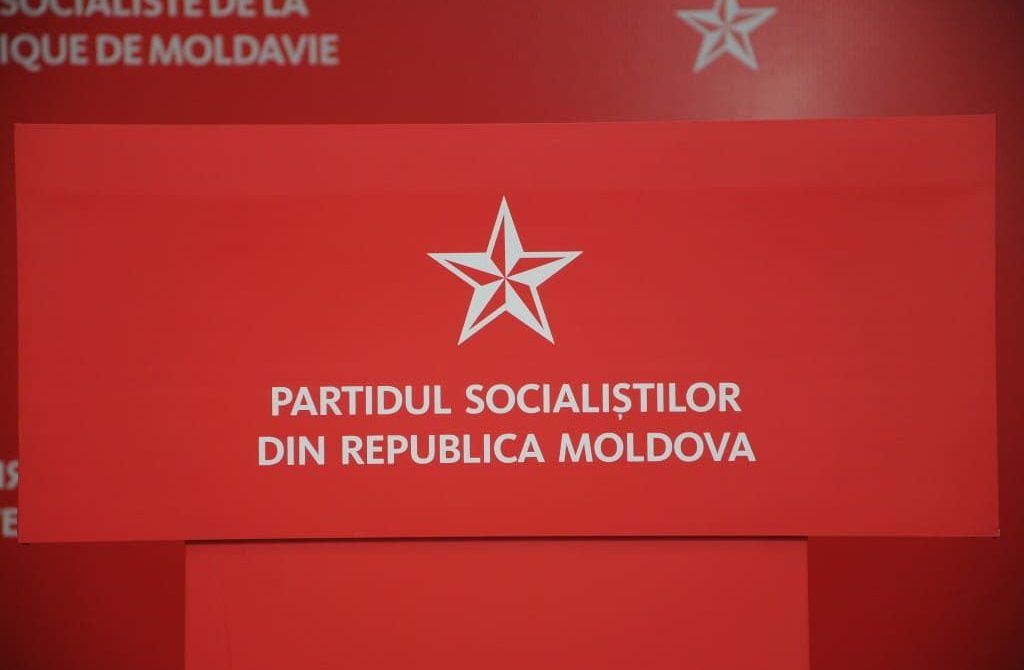 SOCIALISTE DE LA
IQUE DE MOLDAVIE
PARTIDUL SOCIALIȘTILOR
DIN REPUBLICA MOLDOVA